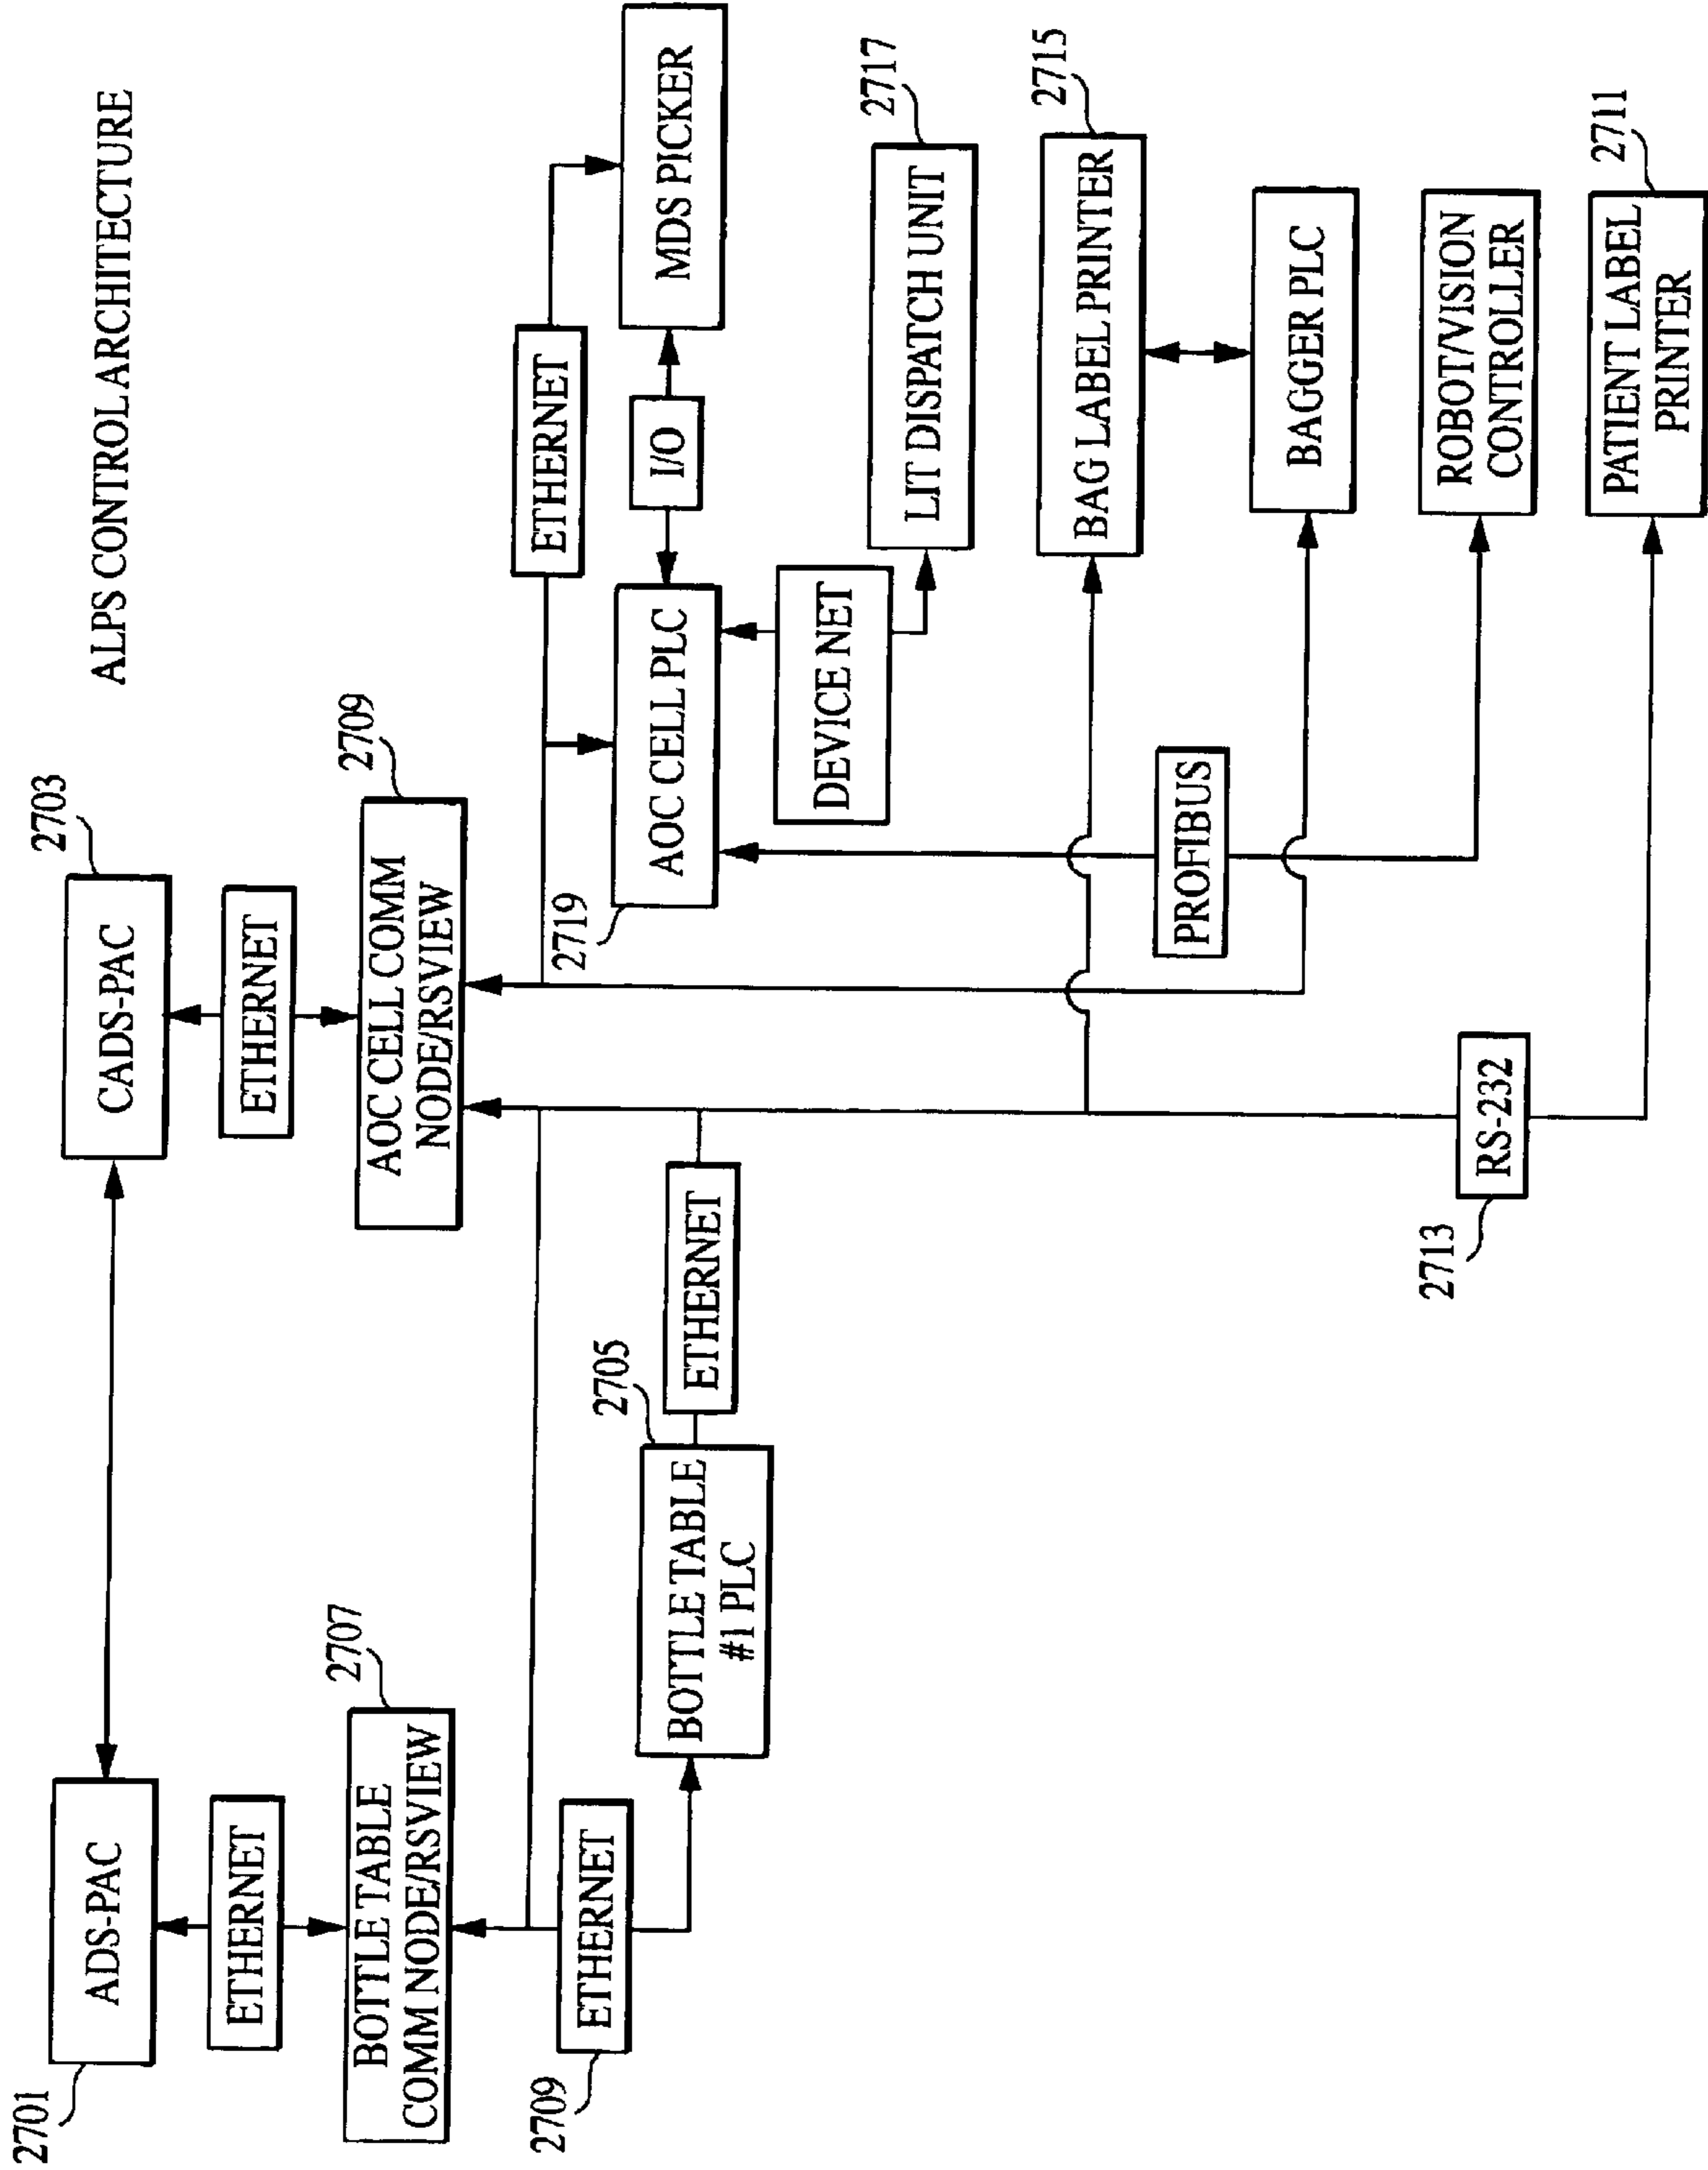 ALPS CONTROL ARCHITECTURE
2701
ADS-PAC
2703
CADS-PAC
ETHERNET
ETHERNET
2707
BOTTLE TABLE
COMM NODE/RSVIEW
2709
AOC CELL COMM
NODE/RSVIEW
2709
ETHERNET
2705
BOTTLE TABLE
#1 PLC
ETHERNET
ETHERNET
2719
AOC CELL PLC
I/O
MDS PICKER
DEVICE NET
LIT DISPATCH UNIT
2717
BAG LABEL PRINTER
2715
PROFIBUS
BAGGER PLC
ROBOT/VISION
CONTROLLER
2713
RS-232
PATIENT LABEL
PRINTER
2711